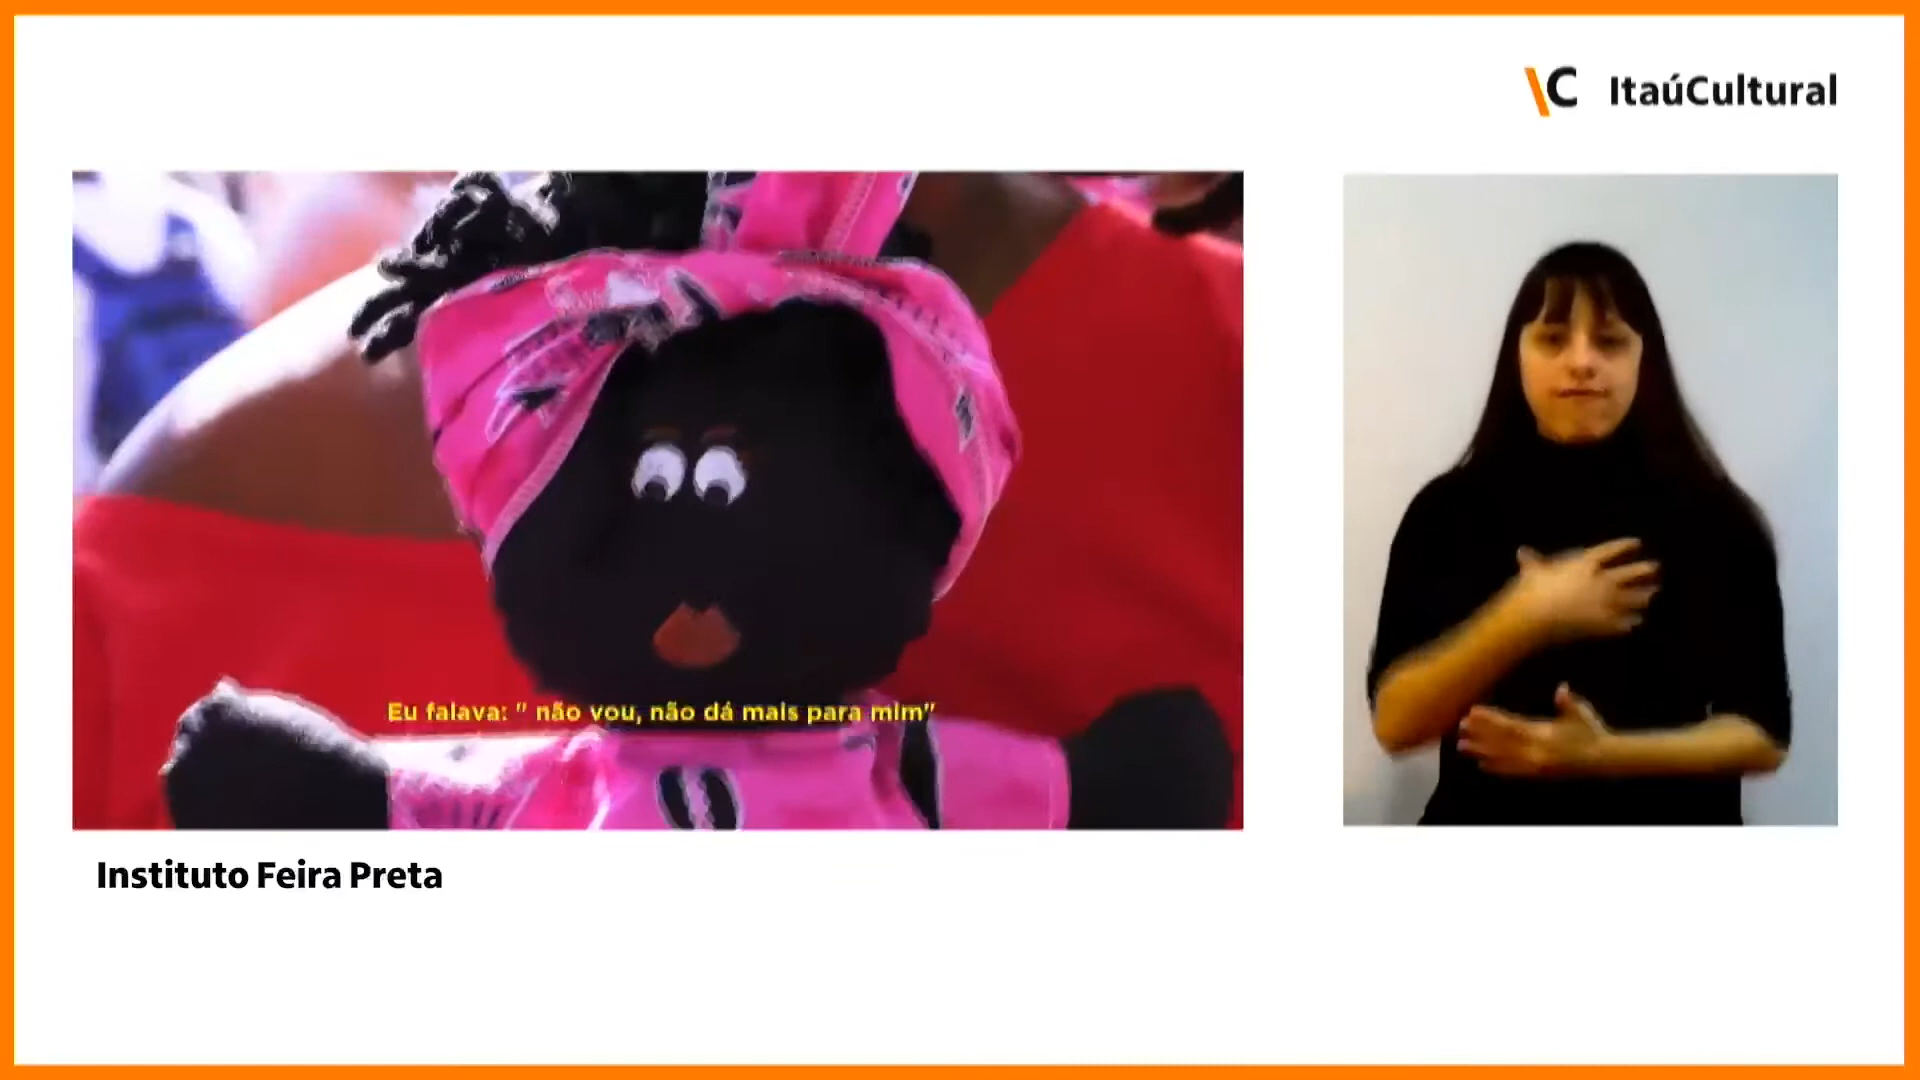 \C ItaúCultural
Eu falava: " não vou, não dá mais para mim"
Instituto Feira Preta